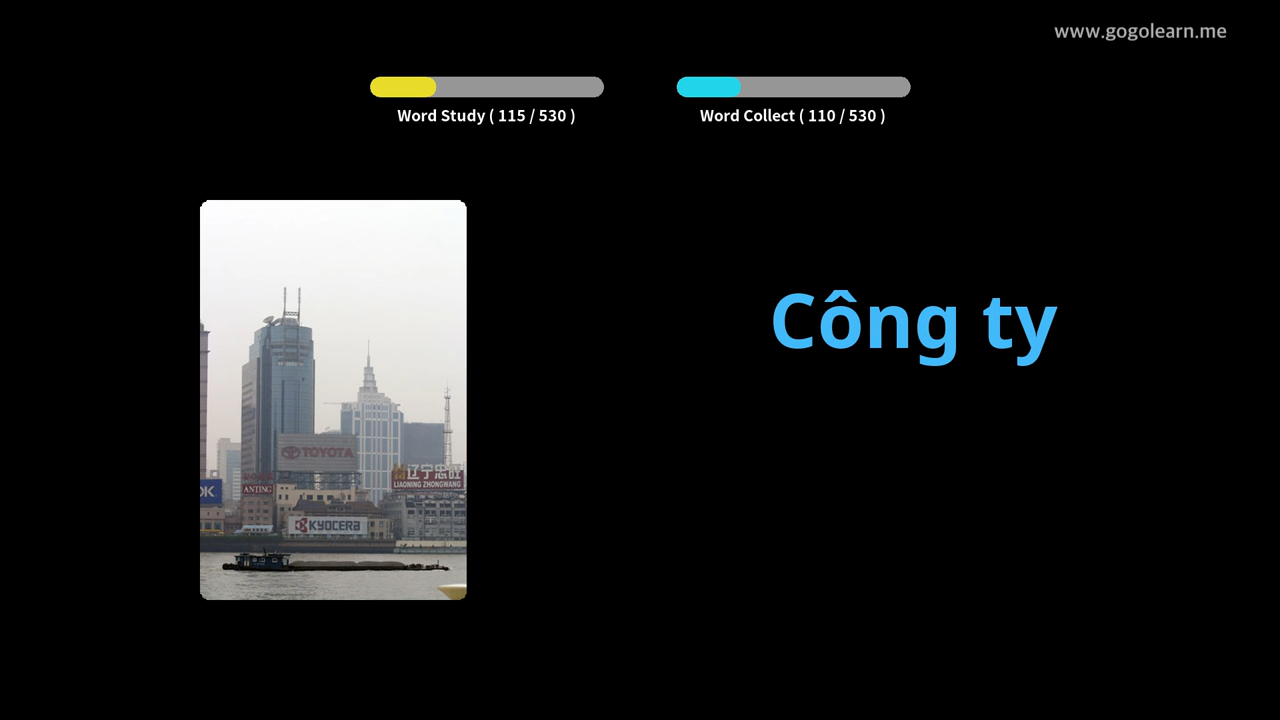 www.gogolearn.me
Word Study ( 115 / 530 )
Word Collect ( 110 / 530 )
Công ty
TOYOTA
辽宁忠旺
LIAONING ZHONGWANG
ANTING
KYOCERA